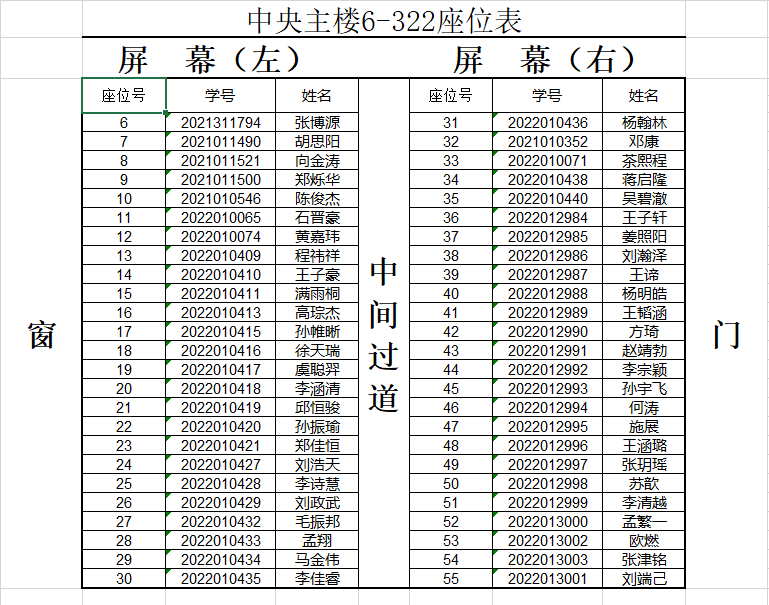 中央主楼6-322座位表
屏 幕（左） 屏 幕（右）
座位号 学号 姓名 座位号 学号 姓名
6 2021311794 张博源 31 2022010436 杨翰林
7 2021011490 胡思阳 32 2021010352 邓康
8 2021011521 向金涛 33 2022010071 茶熙程
9 2021011500 郑烁华 34 2022010438 蒋启隆
10 2021010546 陈俊杰 35 2022010440 吴碧澈
11 2022010065 石晋豪 36 2022012984 王子轩
12 2022010074 黄嘉玮 37 2022012985 姜照阳
13 2022010409 程祎祥 38 2022012986 刘瀚泽
14 2022010410 王子豪 39 2022012987 王谛
15 2022010411 满雨桐 40 2022012988 杨明皓
16 2022010413 高琮杰 41 2022012989 王韬涵
17 2022010415 孙帷晰 42 2022012990 方琦
18 2022010416 徐天瑞 43 2022012991 赵靖勃
19 2022010417 虞聪羿 44 2022012992 李宗颖
20 2022010418 李涵清 45 2022012993 孙宇飞
21 2022010419 邱恒骏 46 2022012994 何涛
22 2022010420 孙振瑜 47 2022012995 施展
23 2022010421 郑佳恒 48 2022012996 王涵璐
24 2022010427 刘浩天 49 2022012997 张玥瑶
25 2022010428 李诗慧 50 2022012998 苏歆
26 2022010429 刘政武 51 2022012999 李清越
27 2022010432 毛振邦 52 2022013000 孟繁一
28 2022010433 孟翔 53 2022013002 欧燃
29 2022010434 马金伟 54 2022013003 张津铭
30 2022010435 李佳睿 55 2022013001 刘端己
窗
中间过道
门